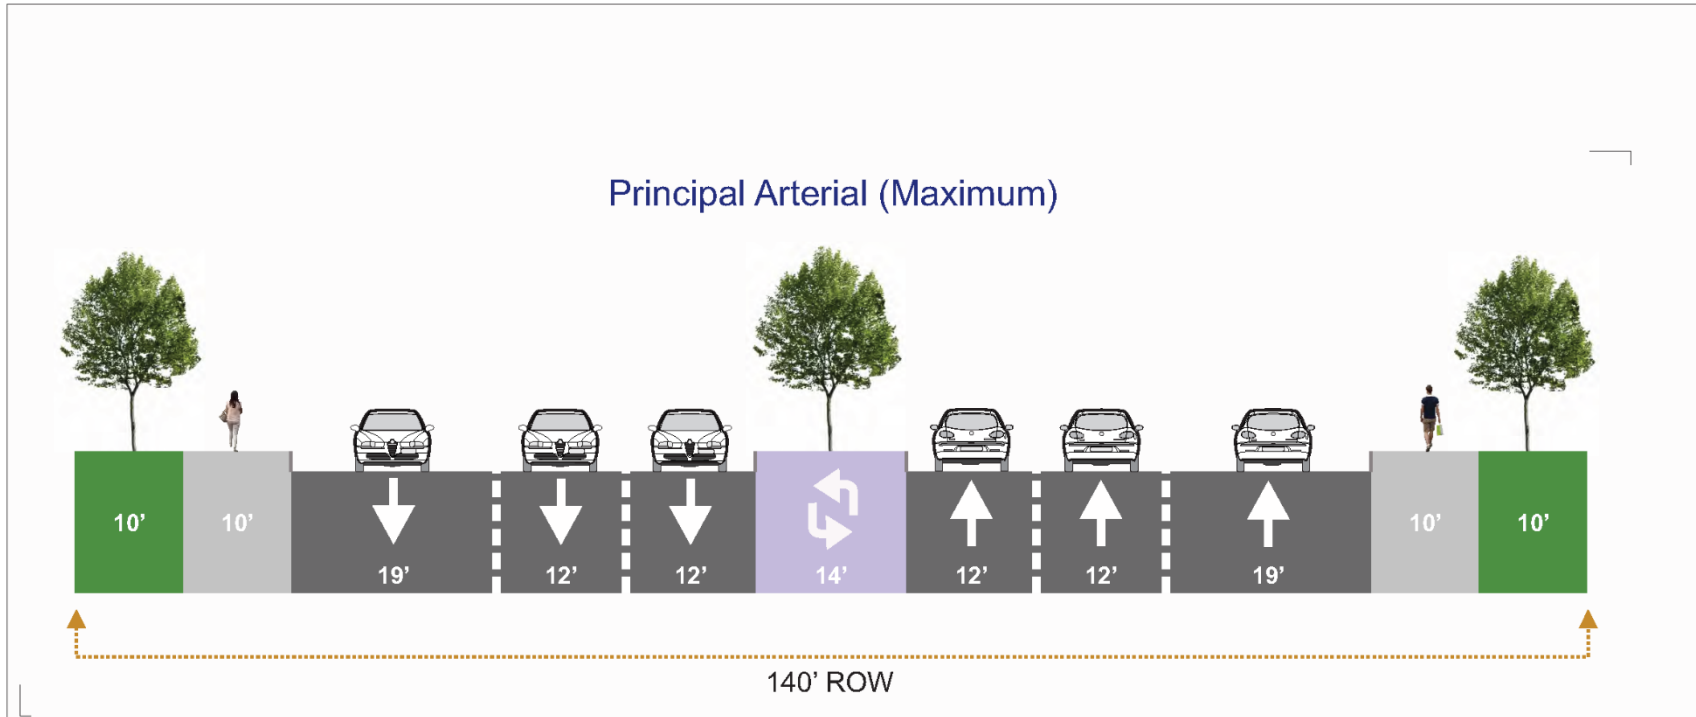 Principal Arterial (Maximum)
10’ 10’ 19’ 12’ 12’ 14’ 12’ 12’ 19’ 10’ 10’
140’ ROW